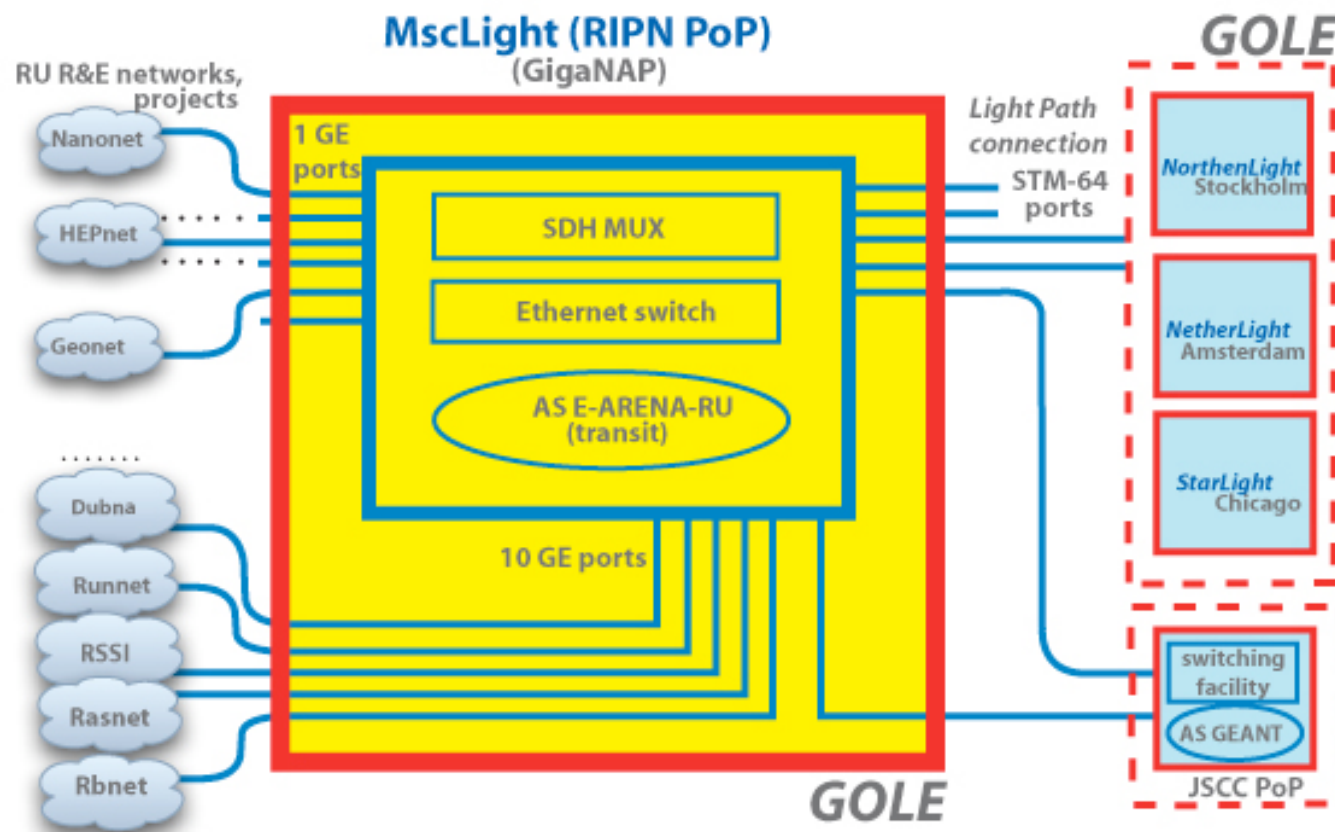 MscLight (RIPN PoP)
(GigaNAP)
GOLE
RU R&E networks,
projects
Nanonet
HEPnet
Geonet
.......
Dubna
Runnet
RSSI
Rasnet
Rbnet
1 GE
ports
SDH MUX
Ethernet switch
AS E-ARENA-RU
(transit)
10 GE ports
GOLE
Light Path
connection
STM-64
ports
NorthenLight
Stockholm
NetherLight
Amsterdam
StarLight
Chicago
switching
facility
AS GEANT
JSCC PoP